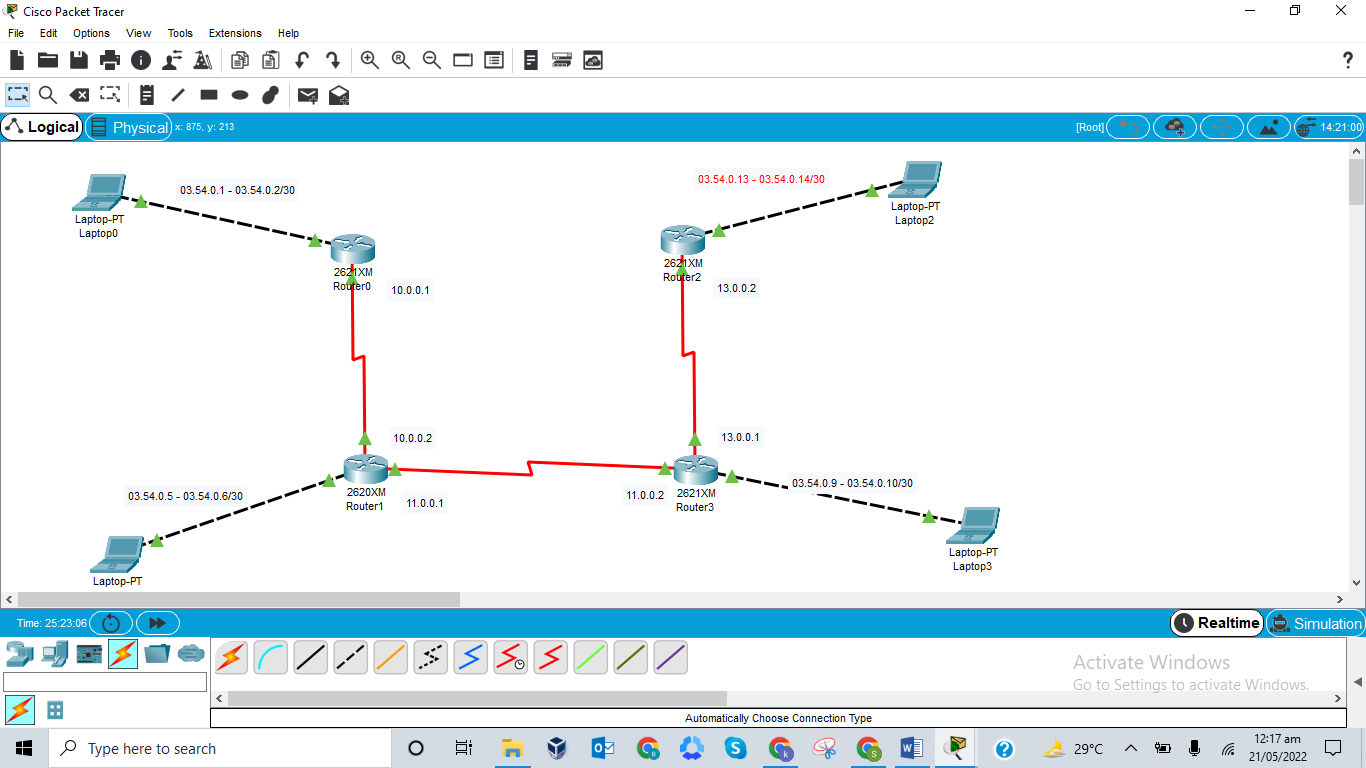 Cisco Packet Tracer
File Edit Options View Tools Extensions Help
Logical Physical x: 875, y: 213 [Root] 14:21:00
03.54.0.1 - 03.54.0.2/30
Laptop-PT
Laptop0
2621XM
Router0
10.0.0.1
03.54.0.13 - 03.54.0.14/30
Laptop-PT
Laptop2
2621XM
Router2
13.0.0.2
10.0.0.2
2620XM
Router1
11.0.0.1
03.54.0.5 - 03.54.0.6/30
Laptop-PT
13.0.0.1
11.0.0.2
2621XM
Router3
03.54.0.9 - 03.54.0.10/30
Laptop-PT
Laptop3
Time: 25:23:06 Realtime Simulation
Activate Windows
Go to Settings to activate Windows.
Automatically Choose Connection Type
Type here to search 29°C 12:17 am
21/05/2022